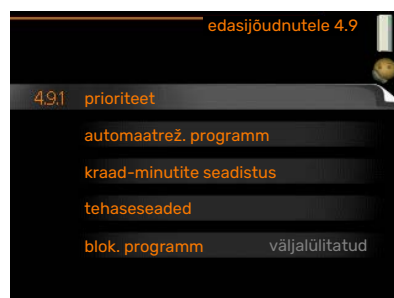 edasijõudnutele 4.9
4.9.1 prioriteet
automaatrež. programm
kraad-minutite seadistus
tehaseseaded
blok. programm väljalülitatud